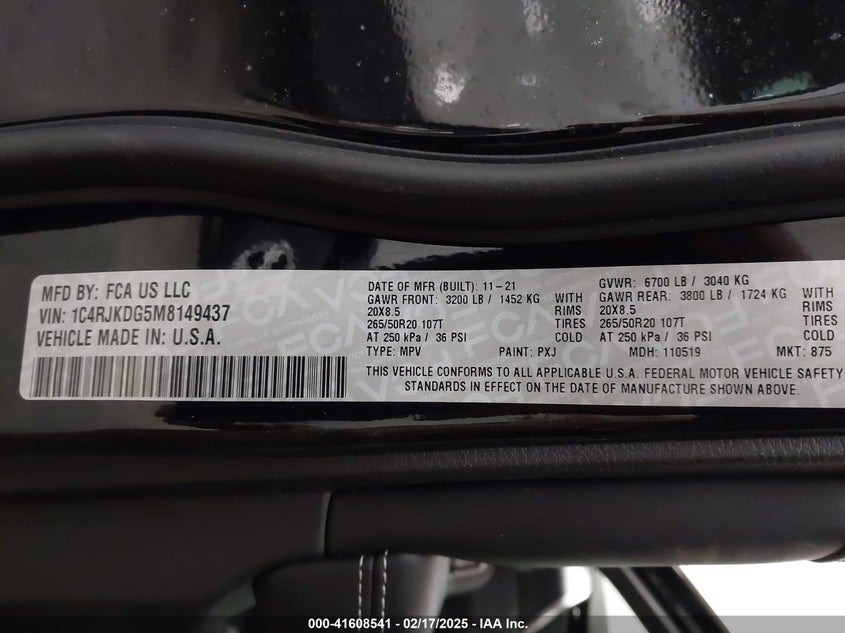 MFD BY: FCA US LLC
VIN: 1C4RJKDG5M8149437
VEHICLE MADE IN: U.S.A.
DATE OF MFR (BUILT): 11-21
GAWR FRONT: 3200 LB / 1452 KG WITH
20X8.5 RIMS
265/50R20 107T TIRES
AT 250 kPa / 36 PSI COLD
TYPE: MPV PAINT: PXJ
GVWR: 6700 LB / 3040 KG
GAWR REAR: 3800 LB / 1724 KG WITH
20X8.5 RIMS
265/50R20 107T TIRES
AT 250 kPa / 36 PSI COLD
MDH: 110519 MKT: 875
THIS VEHICLE CONFORMS TO ALL APPLICABLE U.S.A. FEDERAL MOTOR VEHICLE SAFETY
STANDARDS IN EFFECT ON THE DATE OF MANUFACTURE SHOWN ABOVE.
000-41608541 - 02/17/2025 - IAA Inc.